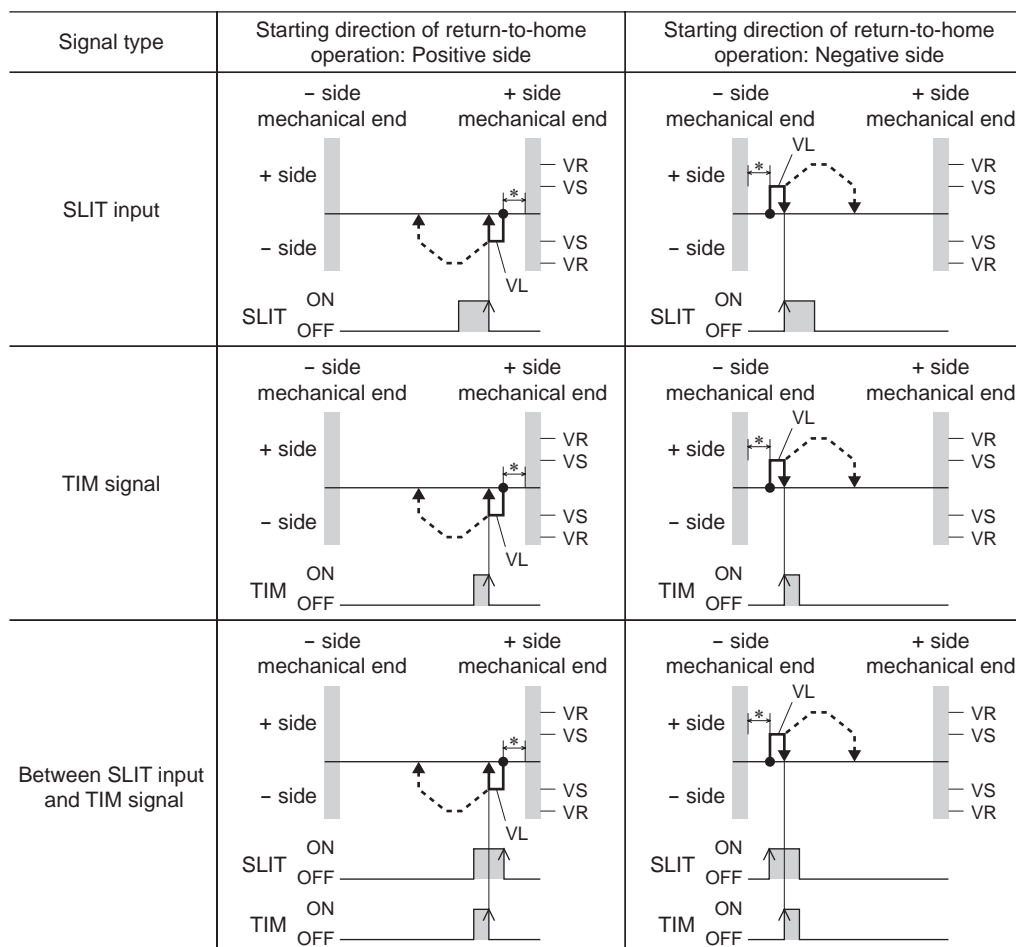 Signal type
Starting direction of return-to-home
operation: Positive side
Starting direction of return-to-home
operation: Negative side
SLIT input
− side
mechanical end
+ side
mechanical end
+ side
− side
*
VR
VS
VS
VR
VL
SLIT
ON
OFF
− side
mechanical end
+ side
mechanical end
VL
*
+ side
− side
VR
VS
VS
VR
SLIT
ON
OFF
TIM signal
− side
mechanical end
+ side
mechanical end
+ side
− side
*
VR
VS
VS
VR
VL
TIM
ON
OFF
− side
mechanical end
+ side
mechanical end
VL
*
+ side
− side
VR
VS
VS
VR
TIM
ON
OFF
Between SLIT input
and TIM signal
− side
mechanical end
+ side
mechanical end
+ side
− side
*
VR
VS
VS
VR
VL
SLIT
ON
OFF
TIM
ON
OFF
− side
mechanical end
+ side
mechanical end
VL
*
+ side
− side
VR
VS
VS
VR
SLIT
ON
OFF
TIM
ON
OFF